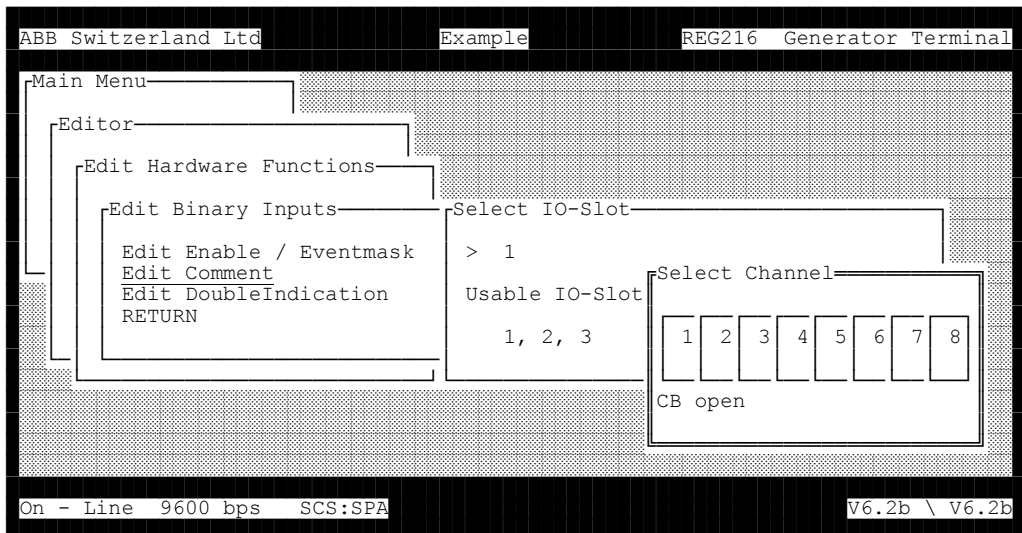 ABB Switzerland Ltd Example REG216 Generator Terminal
Main Menu
Editor
Edit Hardware Functions
Edit Binary Inputs Select IO-Slot
Edit Enable / Eventmask > 1
Edit Comment Select Channel
Edit DoubleIndication Usable IO-Slot
RETURN
1, 2, 3 1 2 3 4 5 6 7 8
CB open
On - Line 9600 bps SCS:SPA V6.2b \ V6.2b